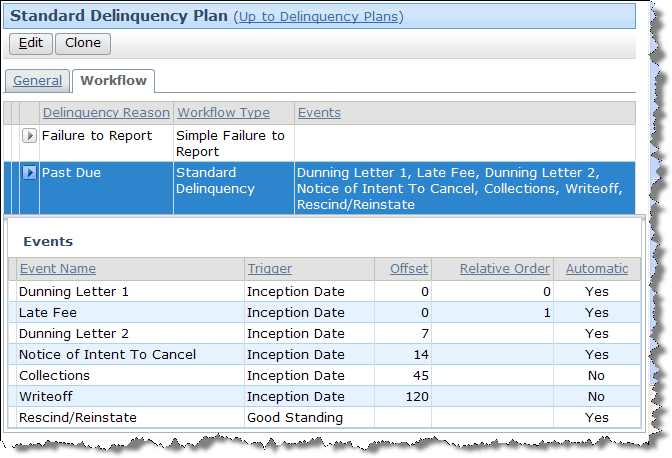 Standard Delinquency Plan (Up to Delinquency Plans)
Edit Clone
General Workflow
Delinquency Reason Workflow Type Events
Failure to Report Simple Failure to
Report
Past Due Standard Dunning Letter 1, Late Fee, Dunning Letter 2,
Delinquency Notice of Intent To Cancel, Collections, Writeoff,
Rescind/Reinstate
Events
Event Name Trigger Offset Relative Order Automatic
Dunning Letter 1 Inception Date 0 0 Yes
Late Fee Inception Date 0 1 Yes
Dunning Letter 2 Inception Date 7 Yes
Notice of Intent To Cancel Inception Date 14 Yes
Collections Inception Date 45 No
Writeoff Inception Date 120 No
Rescind/Reinstate Good Standing Yes